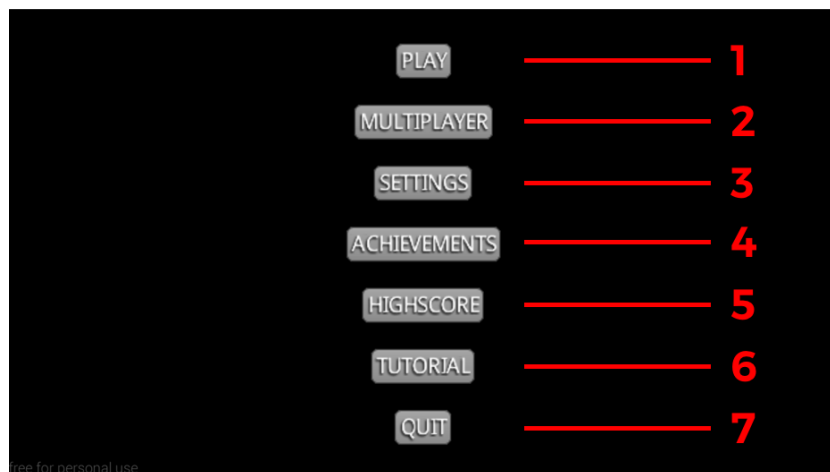 PLAY 1
MULTIPLAYER 2
SETTINGS 3
ACHIEVEMENTS 4
HIGHSCORE 5
TUTORIAL 6
QUIT 7
free for personal use